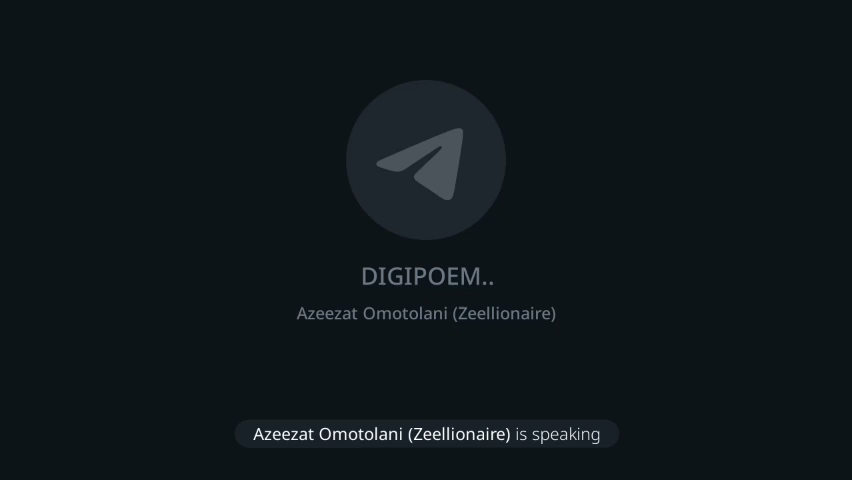 DIGIPOEM..
Azeezat Omotolani (Zeellionaire)
Azeezat Omotolani (Zeellionaire) is speaking